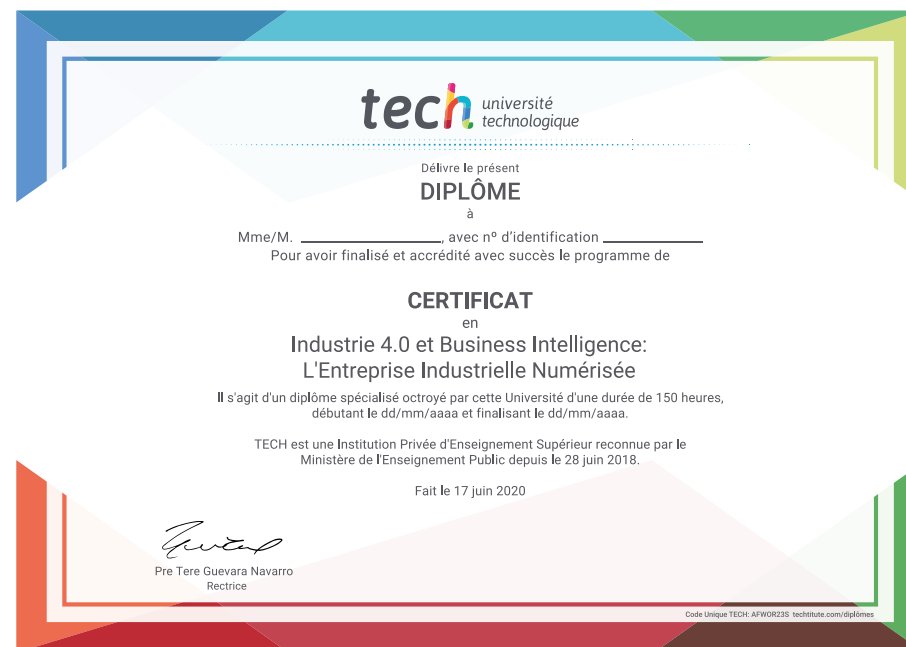 tech université
technologique
Délivre le présent
DIPLÔME
à
Mme/M. ____________________, avec nº d'identification ______________
Pour avoir finalisé et accrédité avec succès le programme de
CERTIFICAT
en
Industrie 4.0 et Business Intelligence:
L'Entreprise Industrielle Numérisée
Il s'agit d'un diplôme spécialisé octroyé par cette Université d'une durée de 150 heures,
débutant le dd/mm/aaaa et finalisant le dd/mm/aaaa.
TECH est une Institution Privée d'Enseignement Supérieur reconnue par le
Ministère de l'Enseignement Public depuis le 28 juin 2018.
Fait le 17 juin 2020
Pre Tere Guevara Navarro
Rectrice
Code Unique TECH: AFWOR23S techtitute.com/diplômes